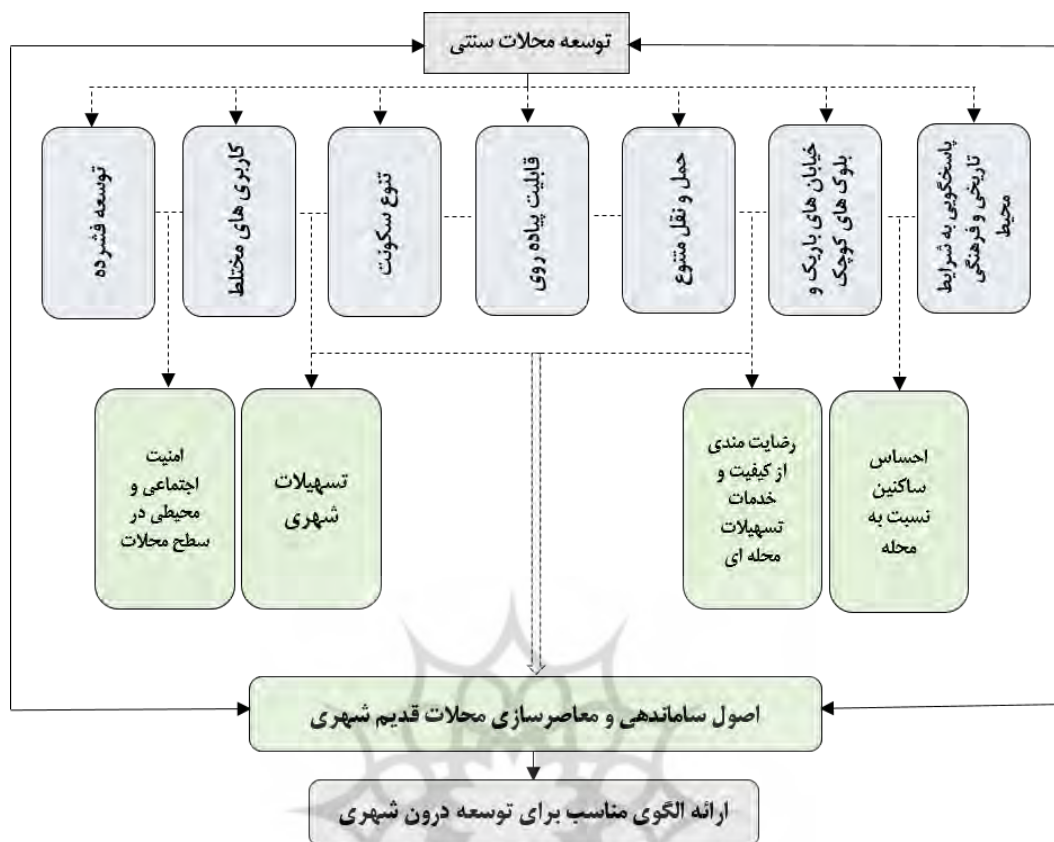 توسعه محلات سنتی
پاسخگویی به شرایط
تاریخی و فرهنگی
محیط
خیابان های باریک و
بلوک های کوچک
حمل و نقل متنوع
قابلیت پیاده روی
تنوع سکونت
کاربری های مختلط
توسعه فشرده
احساس
ساکنین
نسبت به
محله
رضایت مندی
از کیفیت و
خدمات
تسهیلات
محله ای
تسهیلات
شهری
امنیت
اجتماعی و
محیطی در
سطح محلات
اصول ساماندهی و معاصرسازی محلات قدیم شهری
ارائه الگوی مناسب برای توسعه درون شهری